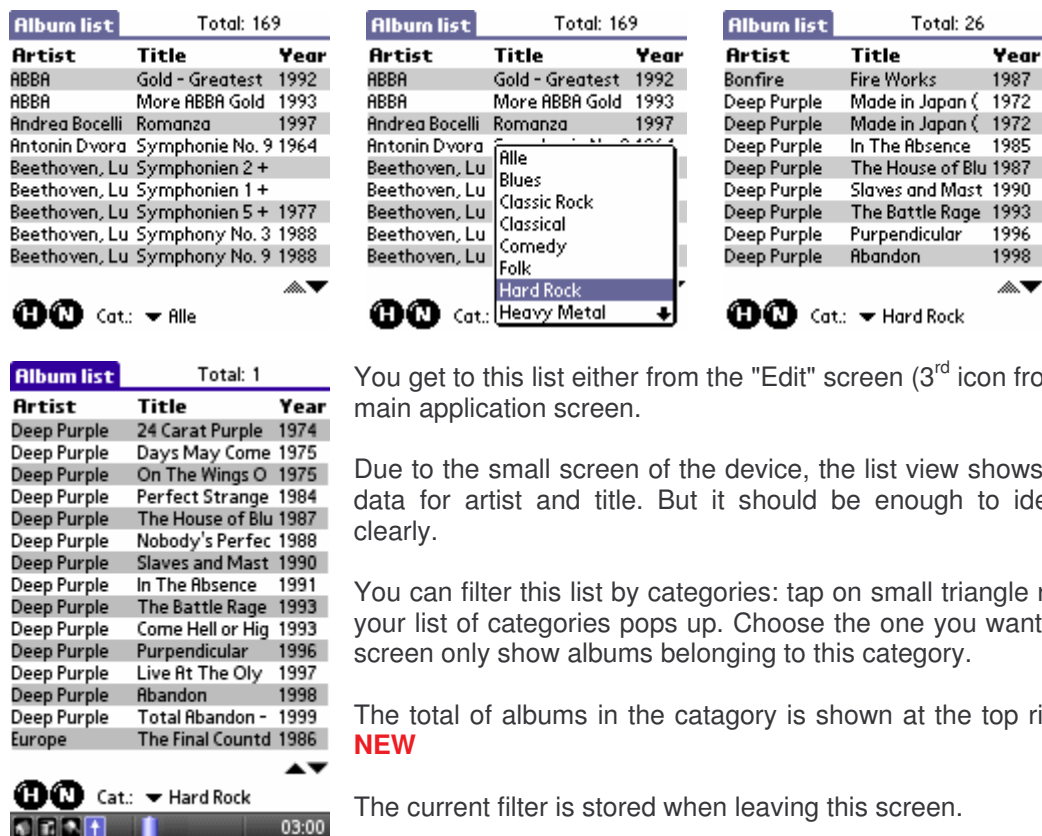 Album list Total: 169
Artist Title Year
ABBA Gold - Greatest 1992
ABBA More ABBA Gold 1993
Andrea Bocelli Romanza 1997
Antonin Dvora Symphonie No. 9 1964
Beethoven, Lu Symphonien 2 +
Beethoven, Lu Symphonien 1 +
Beethoven, Lu Symphonien 5 + 1977
Beethoven, Lu Symphony No. 3 1988
Beethoven, Lu Symphony No. 9 1988
H N Cat.: Alle
Album list Total: 169
Artist Title Year
ABBA Gold - Greatest 1992
ABBA More ABBA Gold 1993
Andrea Bocelli Romanza 1997
Antonin Dvora
Beethoven, Lu
Beethoven, Lu
Beethoven, Lu
Beethoven, Lu
Beethoven, Lu
Alle
Blues
Classic Rock
Classical
Comedy
Folk
Hard Rock
Heavy Metal
H N Cat.:
Album list Total: 26
Artist Title Year
Bonfire Fire Works 1987
Deep Purple Made in Japan ( 1972
Deep Purple Made in Japan ( 1972
Deep Purple In The Absence 1985
Deep Purple The House of Blu 1987
Deep Purple Slaves and Mast 1990
Deep Purple The Battle Rage 1993
Deep Purple Purpendicular 1996
Deep Purple Abandon 1998
H N Cat.: Hard Rock
Album list Total: 1
Artist Title Year
Deep Purple 24 Carat Purple 1974
Deep Purple Days May Come 1975
Deep Purple On The Wings O 1975
Deep Purple Perfect Strange 1984
Deep Purple The House of Blu 1987
Deep Purple Nobody's Perfec 1988
Deep Purple Slaves and Mast 1990
Deep Purple In The Absence 1991
Deep Purple The Battle Rage 1993
Deep Purple Come Hell or Hig 1993
Deep Purple Purpendicular 1996
Deep Purple Live At The Oly 1997
Deep Purple Abandon 1998
Deep Purple Total Abandon - 1999
Europe The Final Countd 1986
H N Cat.: Hard Rock
03:00
You get to this list either from the "Edit" screen (3rd icon fro
main application screen.
Due to the small screen of the device, the list view shows
data for artist and title. But it should be enough to ide
clearly.
You can filter this list by categories: tap on small triangle
your list of categories pops up. Choose the one you want
screen only show albums belonging to this category.
The total of albums in the catagory is shown at the top ri
NEW
The current filter is stored when leaving this screen.